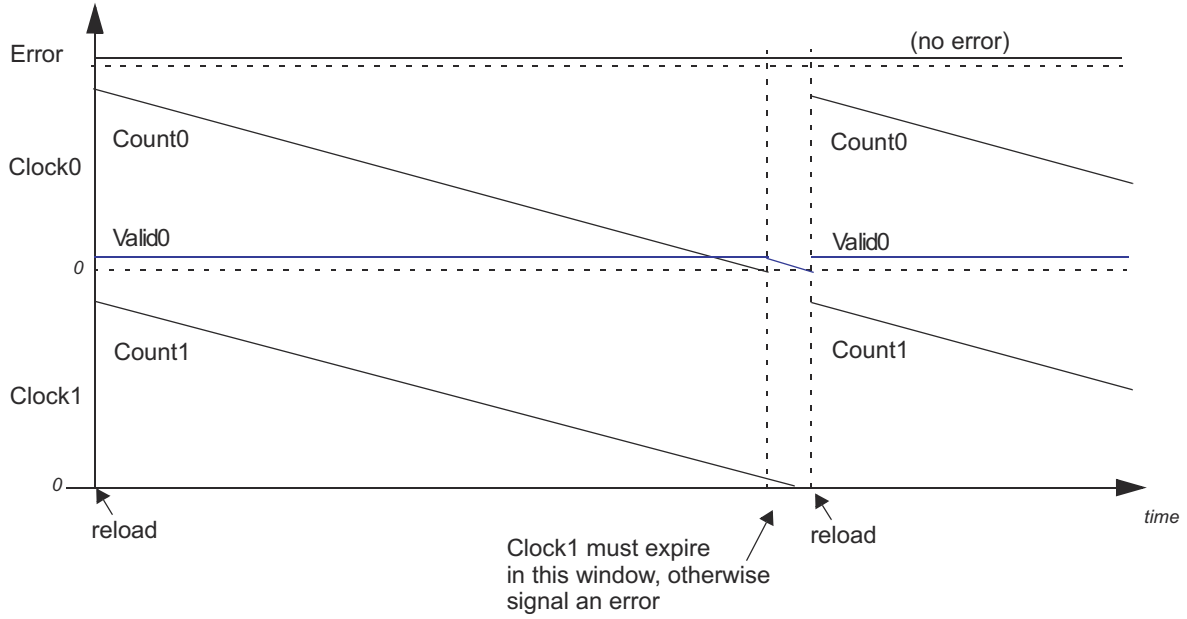 (no error)
Error
Count0
Count0
Clock0
Valid0
Valid0
0
Count1
Count1
Clock1
0
time
reload
reload
Clock1 must expire
in this window, otherwise
signal an error